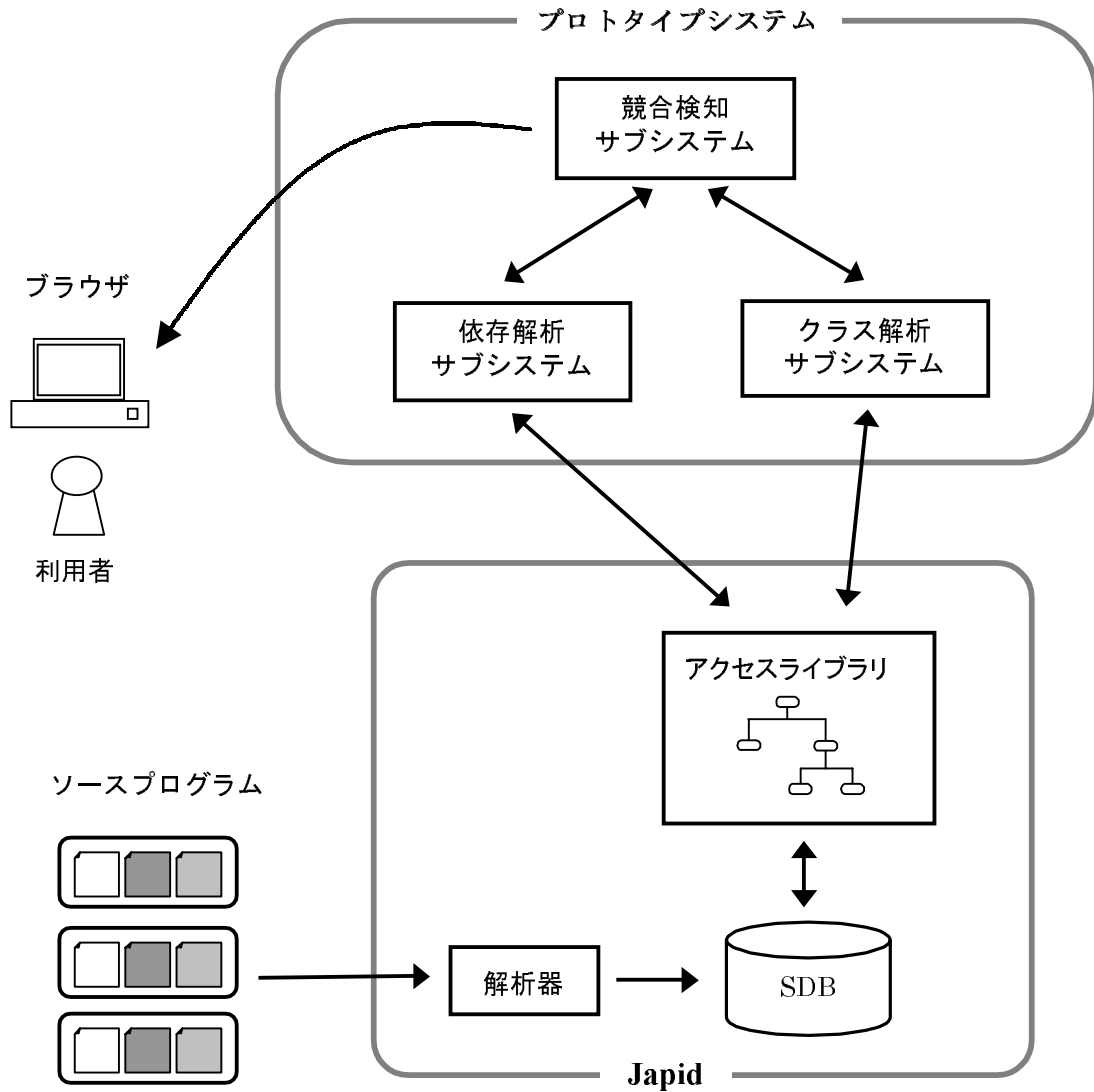 プロトタイプシステム
競合検知
サブシステム
ブラウザ
依存解析
サブシステム
クラス解析
サブシステム
利用者
アクセスライブラリ
ソースプログラム
解析器
SDB
Japid